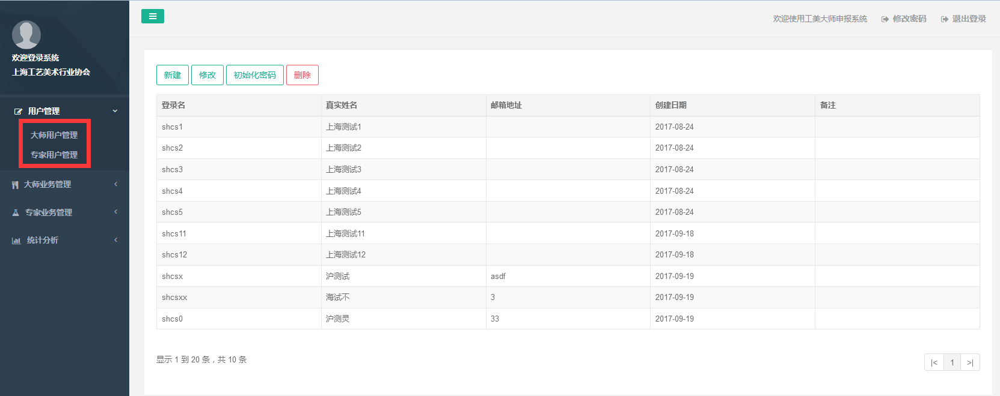 欢迎使用工美大师申报系统 修改密码 退出登录
欢迎登录系统
上海工艺美术行业协会
用户管理
大师用户管理
专家用户管理
大师业务管理
专家业务管理
统计分析
新建 修改 初始化密码 删除
登录名 真实姓名 邮箱地址 创建日期 备注
shcs1 上海测试1 2017-08-24
shcs2 上海测试2 2017-08-24
shcs3 上海测试3 2017-08-24
shcs4 上海测试4 2017-08-24
shcs5 上海测试5 2017-08-24
shcs11 上海测试11 2017-09-18
shcs12 上海测试12 2017-09-18
shcsx 沪测试 asdf 2017-09-19
shcsxx 海试不 3 2017-09-19
shcs0 沪测灵 33 2017-09-19
显示 1 到 20 条，共 10 条
|< 1 >|